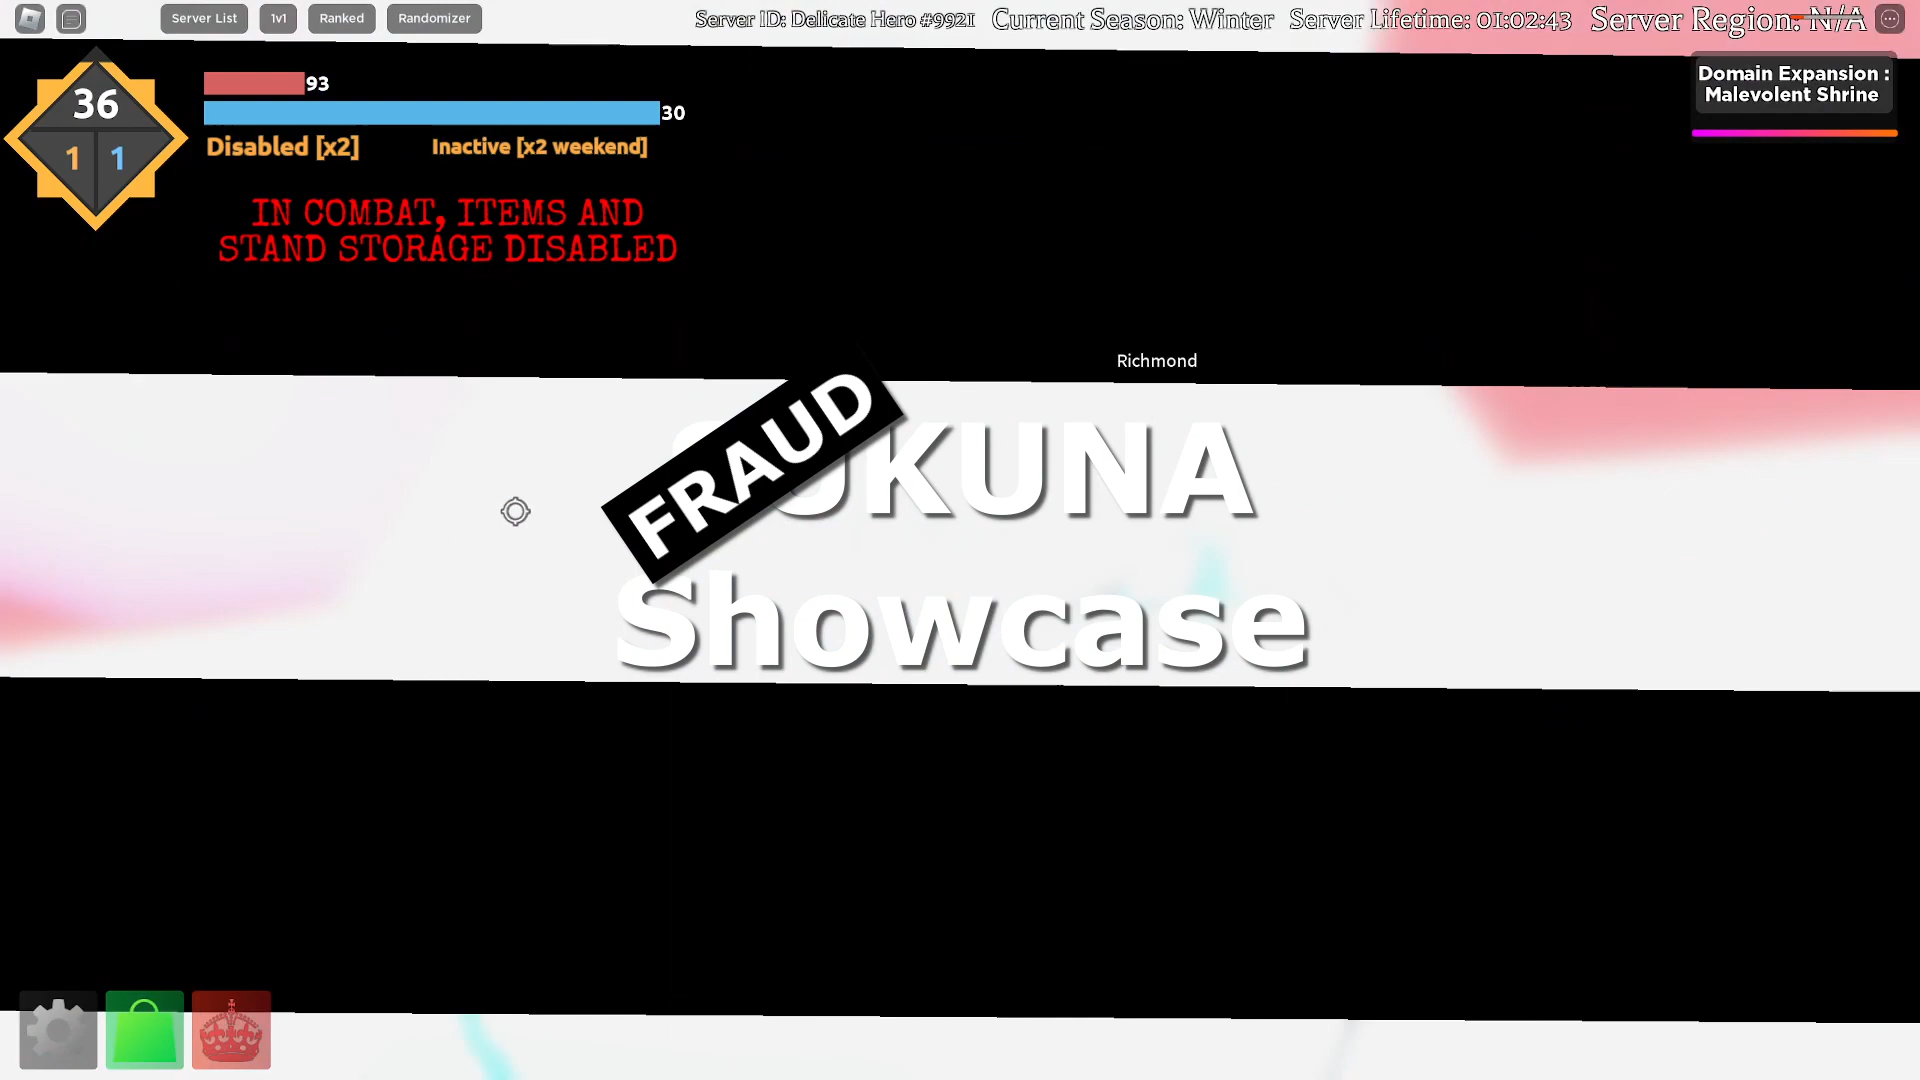 Server List
1v1
Ranked
Randomizer
Server ID: Delicate Hero #9921
Current Season: Winter
Server Lifetime: 01:02:43
Server Region: N/A
36
1
1
93
30
Disabled [x2]
Inactive [x2 weekend]
IN COMBAT, ITEMS AND
STAND STORAGE DISABLED
Domain Expansion :
Malevolent Shrine
Richmond
FRAUD
SUKUNA
Showcase